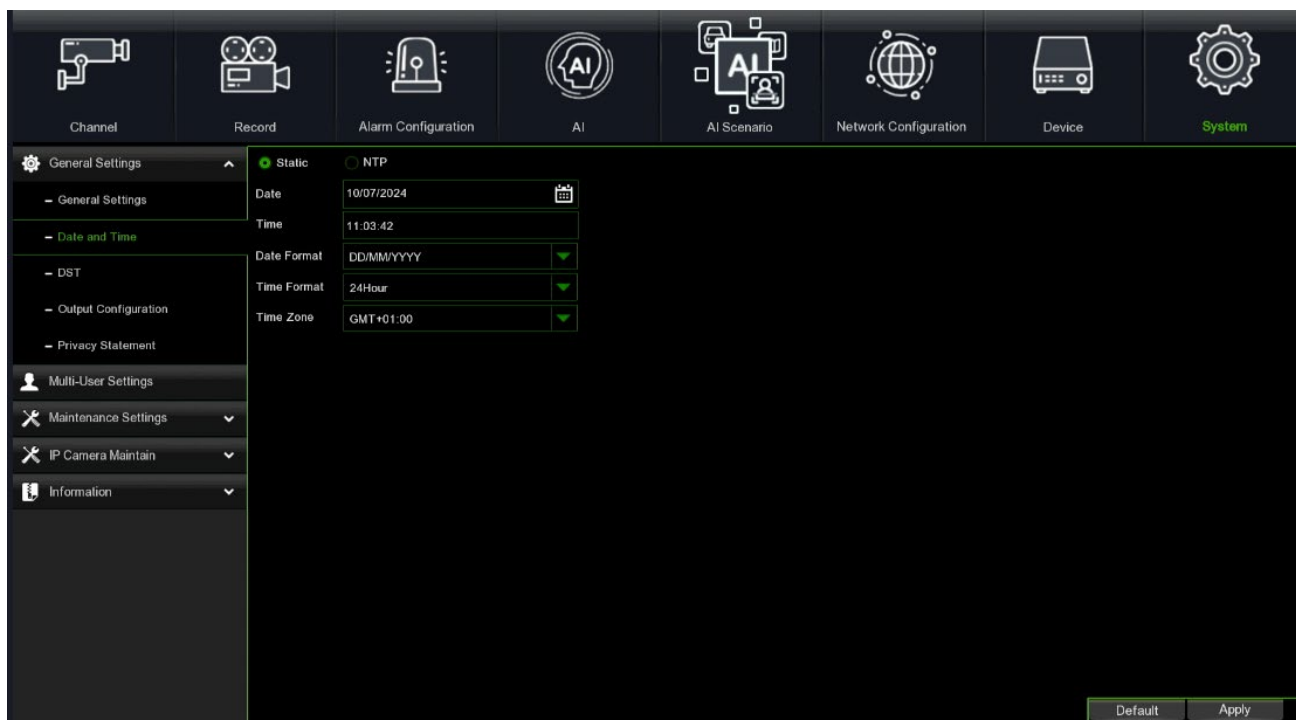 AI
AI
Channel
Record
Alarm Configuration
AI
AI Scenario
Network Configuration
Device
System
General Settings
Static
NTP
General Settings
Date
10/07/2024
Date and Time
Time
11:03:42
DST
Date Format
DD/MM/YYYY
Time Format
24Hour
Output Configuration
Time Zone
GMT+01:00
Privacy Statement
Multi-User Settings
Maintenance Settings
IP Camera Maintain
Information
Default
Apply